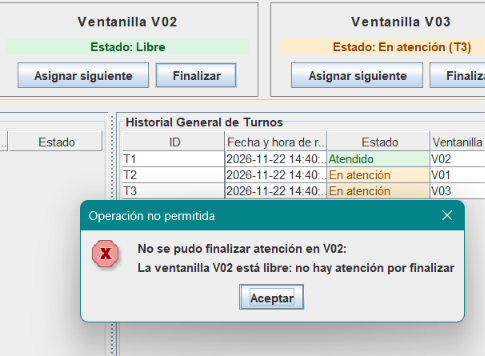 Ventanilla V02
Ventanilla V03
Estado: Libre
Estado: En atención (T3)
Asignar siguiente
Finalizar
Asignar siguiente
Finaliz
Historial General de Turnos
... Estado
ID Fecha y hora de r... Estado Ventanilla
T1 2026-11-22 14:40:... Atendido V02
T2 2026-11-22 14:40:... En atención V01
T3 2026-11-22 14:40:... En atención V03
Operación no permitida
No se pudo finalizar atención en V02:
La ventanilla V02 está libre: no hay atención por finalizar
Aceptar